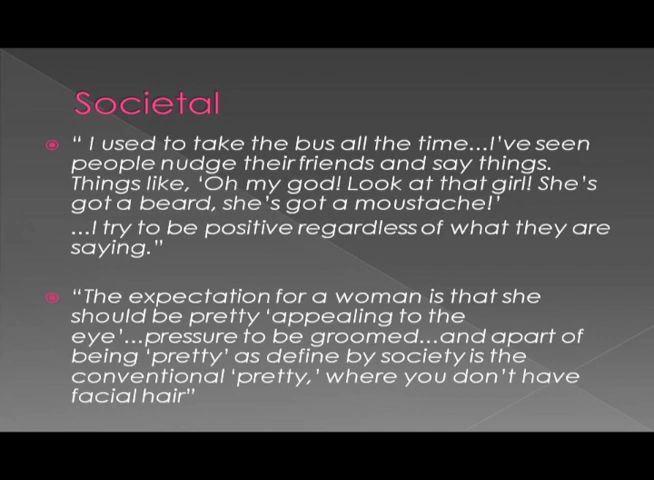 Societal
“ I used to take the bus all the time...I've seen
people nudge their friends and say things.
Things like, 'Oh my god! Look at that girl! She's
got a beard, she's got a moustache!'
...I try to be positive regardless of what they are
saying.”
“The expectation for a woman is that she
should be pretty 'appealing to the
eye'...pressure to be groomed...and apart of
being 'pretty' as define by society is the
conventional 'pretty,' where you don't have
facial hair”